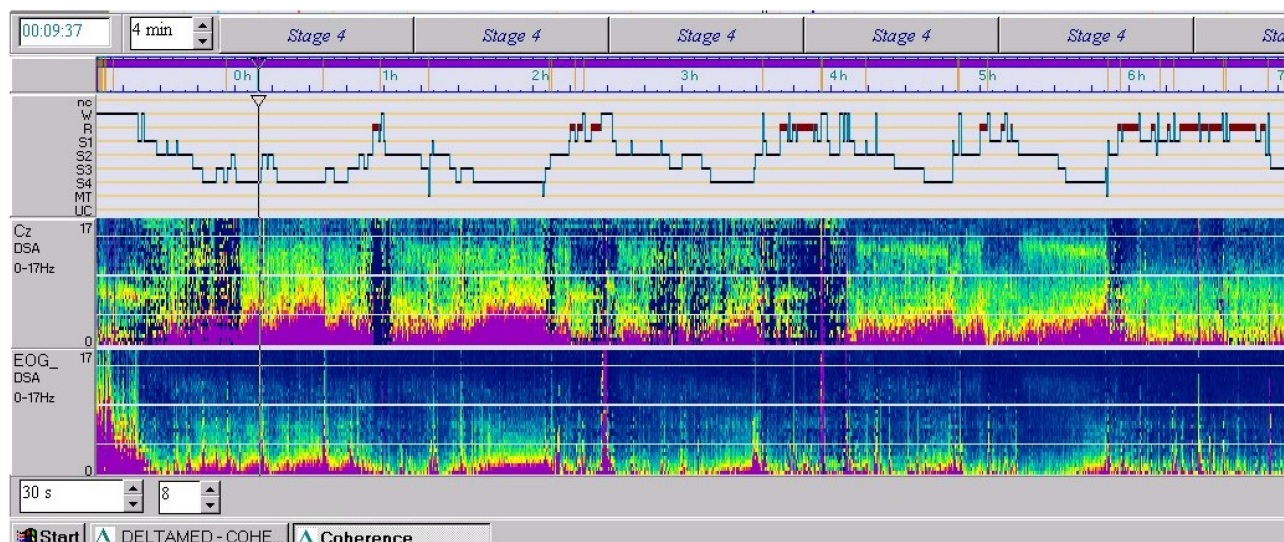 00:09:37 4 min Stage 4 Stage 4 Stage 4 Stage 4 Stage 4 Sta
0h 1h 2h 3h 4h 5h 6h 7
nc
W
R
S1
S2
S3
S4
MT
UC
Cz 17
DSA
0-17Hz
0
EOG_ 17
DSA
0-17Hz
0
30 s 8
Start DELTAMED - COHE... Coherence